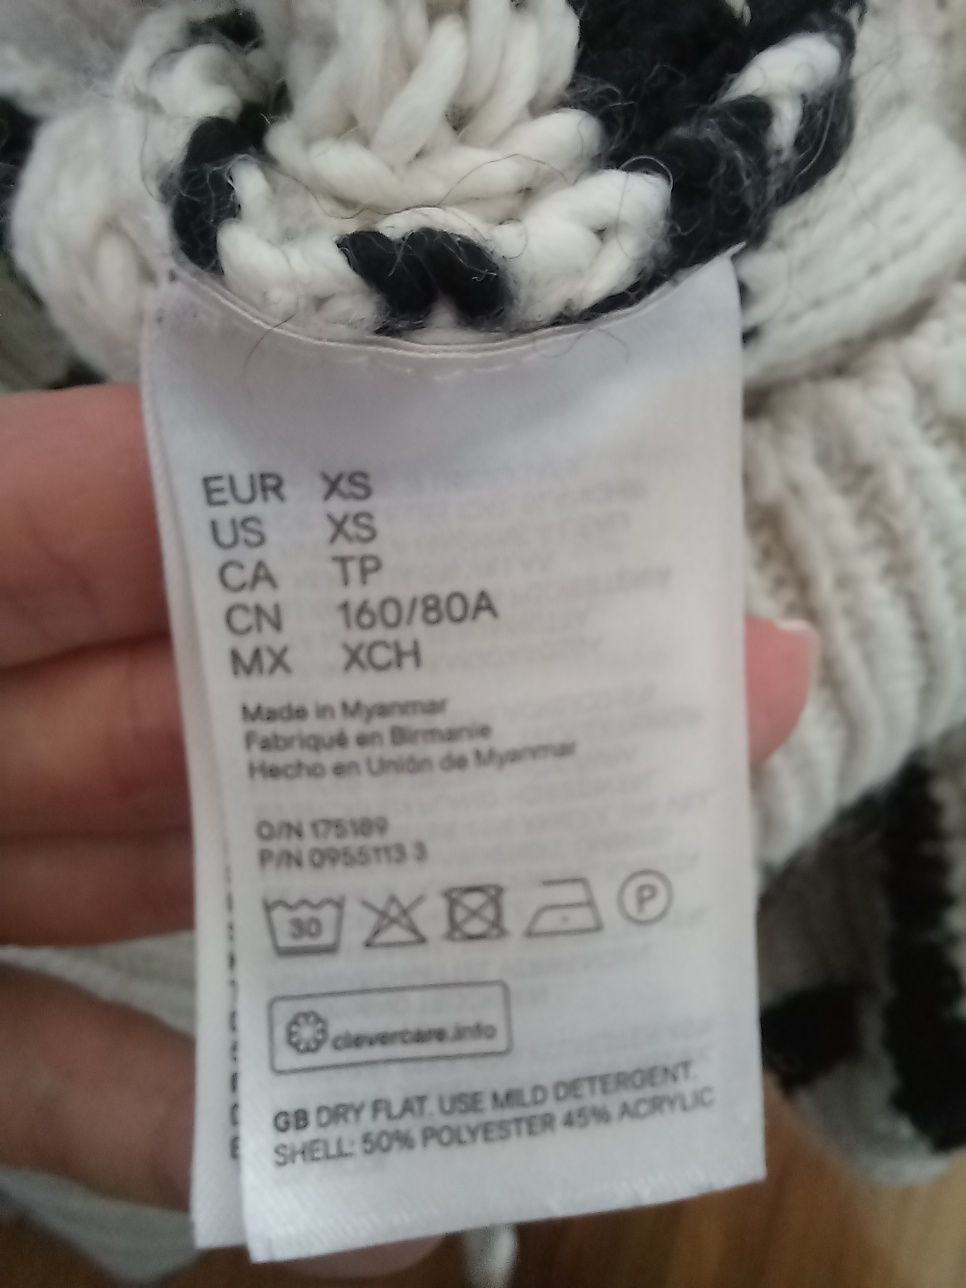 EUR XS
US XS
CA TP
CN 160/80A
MX XCH
Made in Myanmar
Fabriqué en Birmanie
Hecho en Unión de Myanmar
O/N 175189
P/N 0955113 3
30
P
clevercare.info
GB DRY FLAT. USE MILD DETERGENT.
SHELL: 50% POLYESTER 45% ACRYLIC